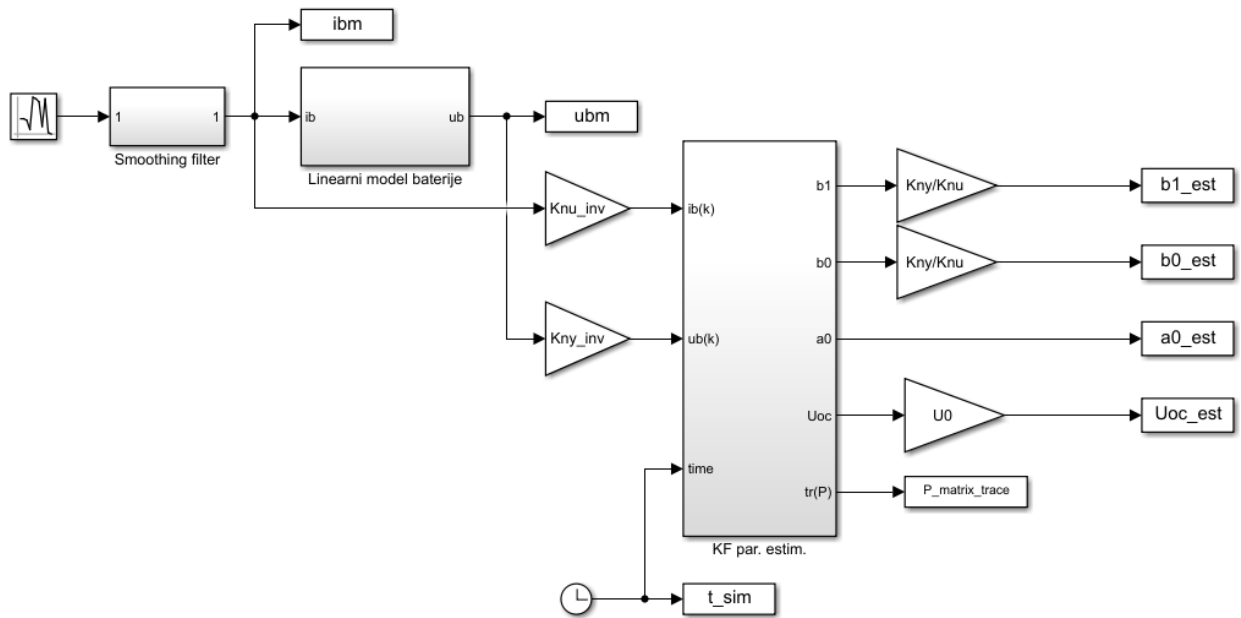 ibm
1
1
Smoothing filter
ib
ub
Linearni model baterije
ubm
Knu_inv
Kny_inv
ib(k)
ub(k)
time
b1
b0
a0
Uoc
tr(P)
KF par. estim.
Kny/Knu
Kny/Knu
U0
b1_est
b0_est
a0_est
Uoc_est
P_matrix_trace
t_sim